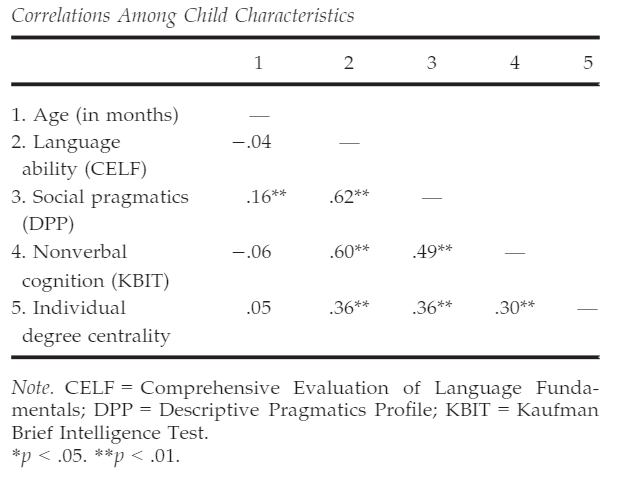 Correlations Among Child Characteristics
1 2 3 4 5
1. Age (in months) —
2. Language −.04 —
ability (CELF)
3. Social pragmatics .16** .62** —
(DPP)
4. Nonverbal −.06 .60** .49** —
cognition (KBIT)
5. Individual .05 .36** .36** .30** —
degree centrality
Note. CELF = Comprehensive Evaluation of Language Funda-
mentals; DPP = Descriptive Pragmatics Profile; KBIT = Kaufman
Brief Intelligence Test.
*p < .05. **p < .01.